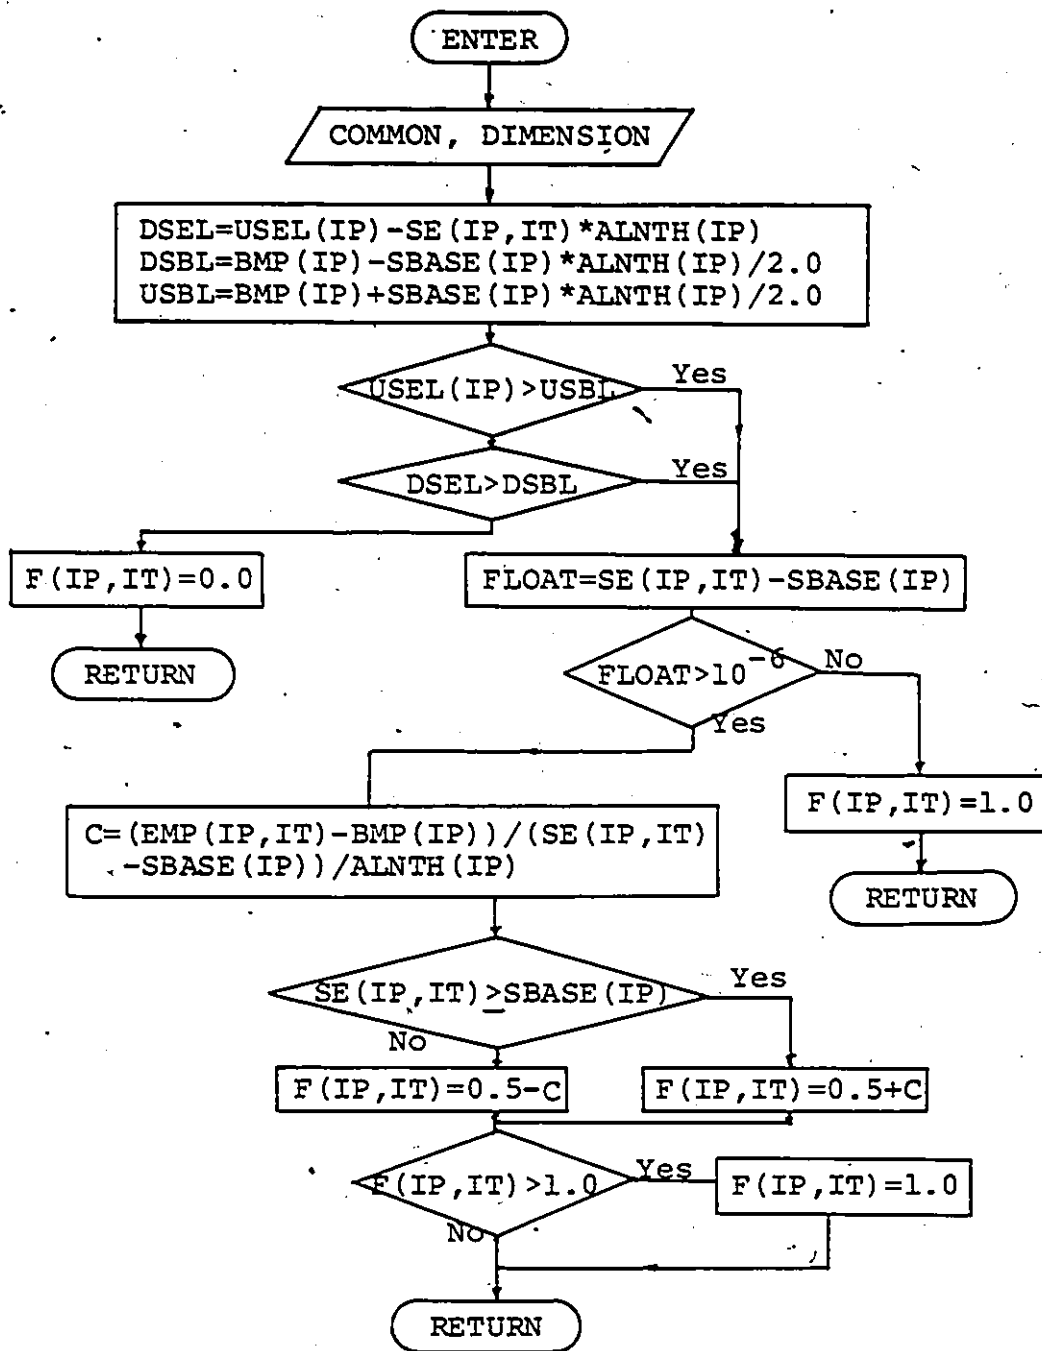 ENTER
COMMON, DIMENSION
DSEL=USEL(IP)-SE(IP,IT)*ALNTH(IP)
DSBL=BMP(IP)-SBASE(IP)*ALNTH(IP)/2.0
USBL=BMP(IP)+SBASE(IP)*ALNTH(IP)/2.0
USEL(IP)>USBL
Yes
DSEL>DSBL
Yes
F(IP,IT)=0.0
RETURN
FLOAT=SE(IP,IT)-SBASE(IP)
FLOAT>10⁻⁶
No
Yes
F(IP,IT)=1.0
RETURN
C=(EMP(IP,IT)-BMP(IP))/(SE(IP,IT)
-SBASE(IP))/ALNTH(IP)
SE(IP,IT)≥SBASE(IP)
Yes
No
F(IP,IT)=0.5-C
F(IP,IT)=0.5+C
F(IP,IT)>1.0
Yes
F(IP,IT)=1.0
No
RETURN